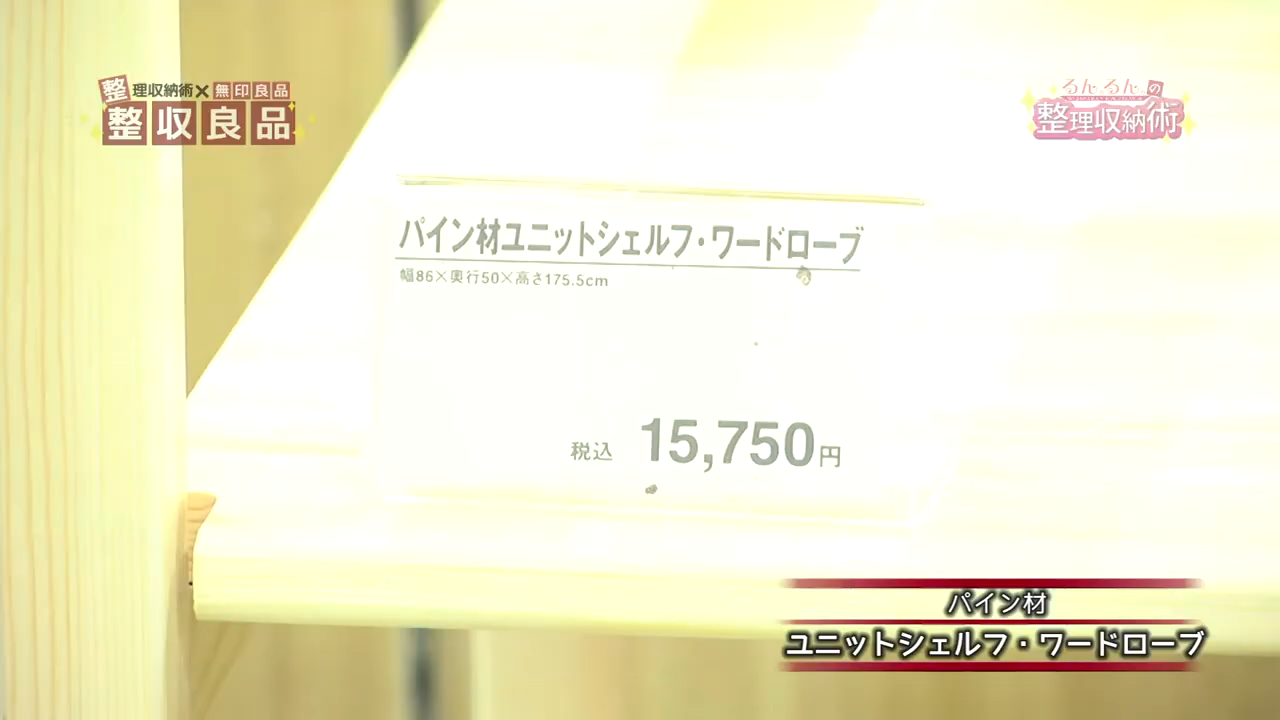 整理収納術×無印良品
整収良品
るんるんの
整理収納術
パイン材ユニットシェルフ・ワードローブ
幅86×奥行50×高さ175.5cm
税込 15,750円
パイン材
ユニットシェルフ・ワードローブ